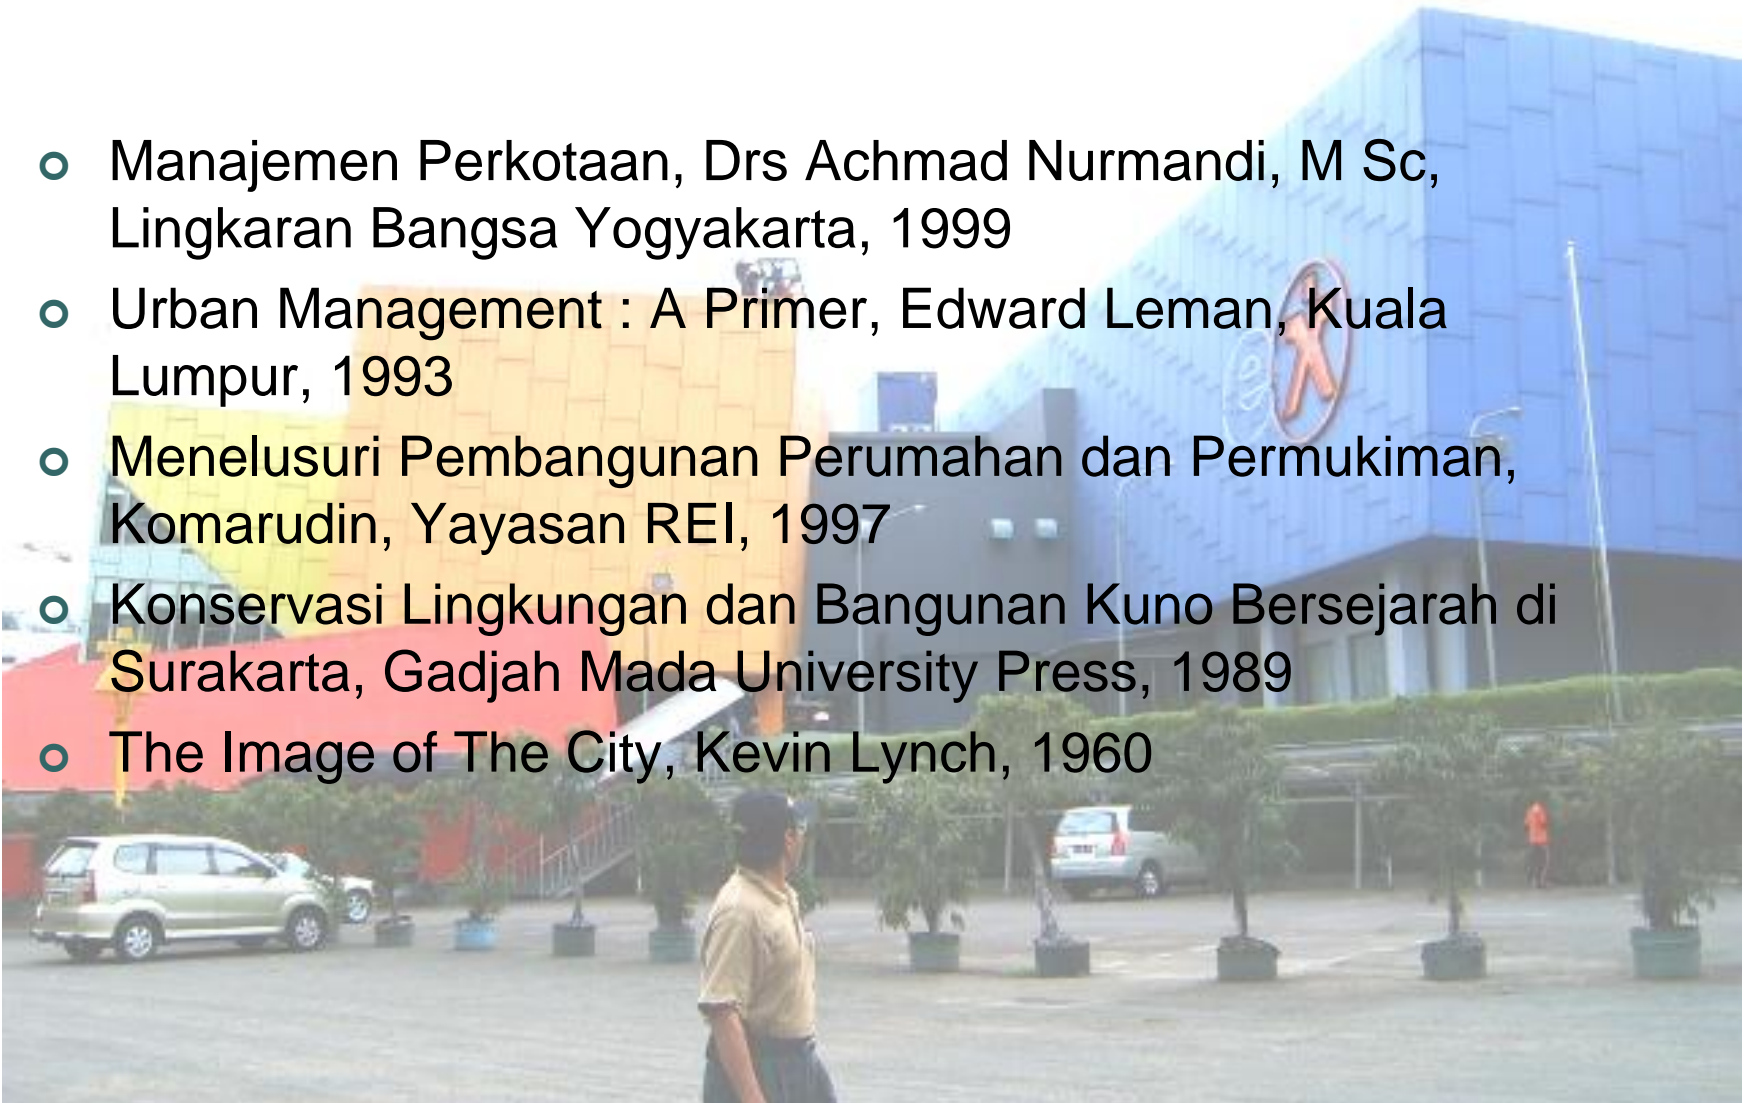 Manajemen Perkotaan, Drs Achmad Nurmandi, M Sc,
Lingkaran Bangsa Yogyakarta, 1999
Urban Management : A Primer, Edward Leman, Kuala
Lumpur, 1993
Menelusuri Pembangunan Perumahan dan Permukiman,
Komarudin, Yayasan REI, 1997
Konservasi Lingkungan dan Bangunan Kuno Bersejarah di
Surakarta, Gadjah Mada University Press, 1989
The Image of The City, Kevin Lynch, 1960
eX